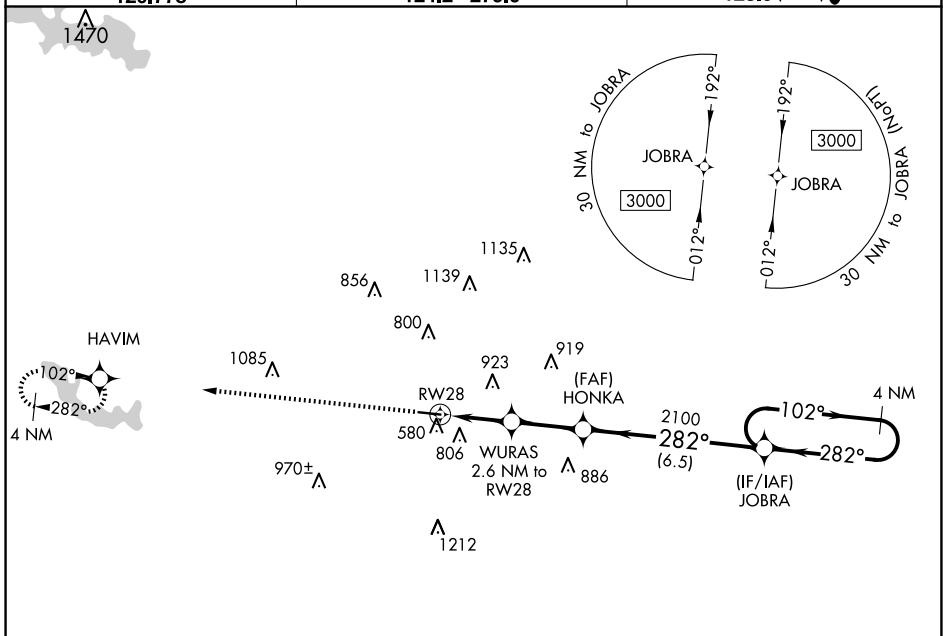 1470
30 NM to JOBRA
192°
JOBRA
3000
012°
192°
3000
JOBRA
012°
30 NM to JOBRA (NoPT)
1135
1139
856
800
HAVIM
102°
282°
4 NM
1085
923
919
RW28
(FAF)
HONKA
580
806
WURAS
2.6 NM to
RW28
2100
282°
(6.5)
886
102°
4 NM
282°
(IF/IAF)
JOBRA
970±
1212